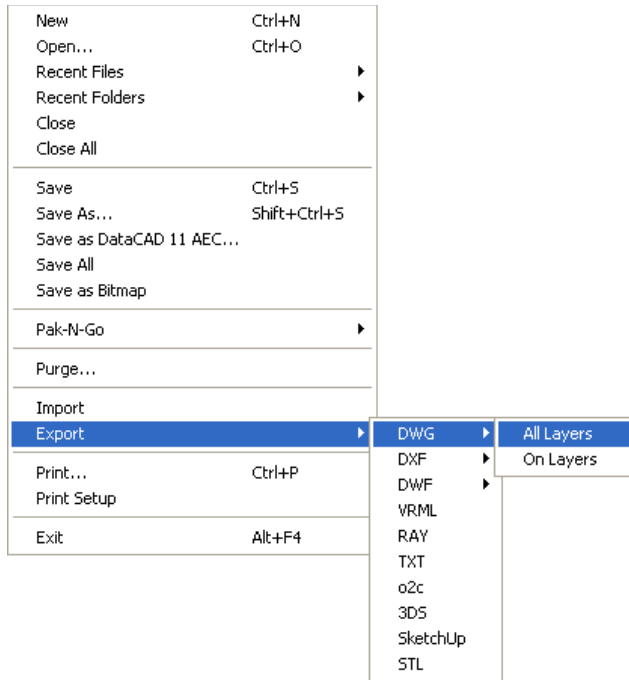 New Ctrl+N
Open... Ctrl+O
Recent Files
Recent Folders
Close
Close All
Save Ctrl+S
Save As... Shift+Ctrl+S
Save as DataCAD 11 AEC...
Save All
Save as Bitmap
Pak-N-Go
Purge...
Import
Export
Print... Ctrl+P
Print Setup
Exit Alt+F4
DWG
DXF
DWF
VRML
RAY
TXT
o2c
3DS
SketchUp
STL
All Layers
On Layers